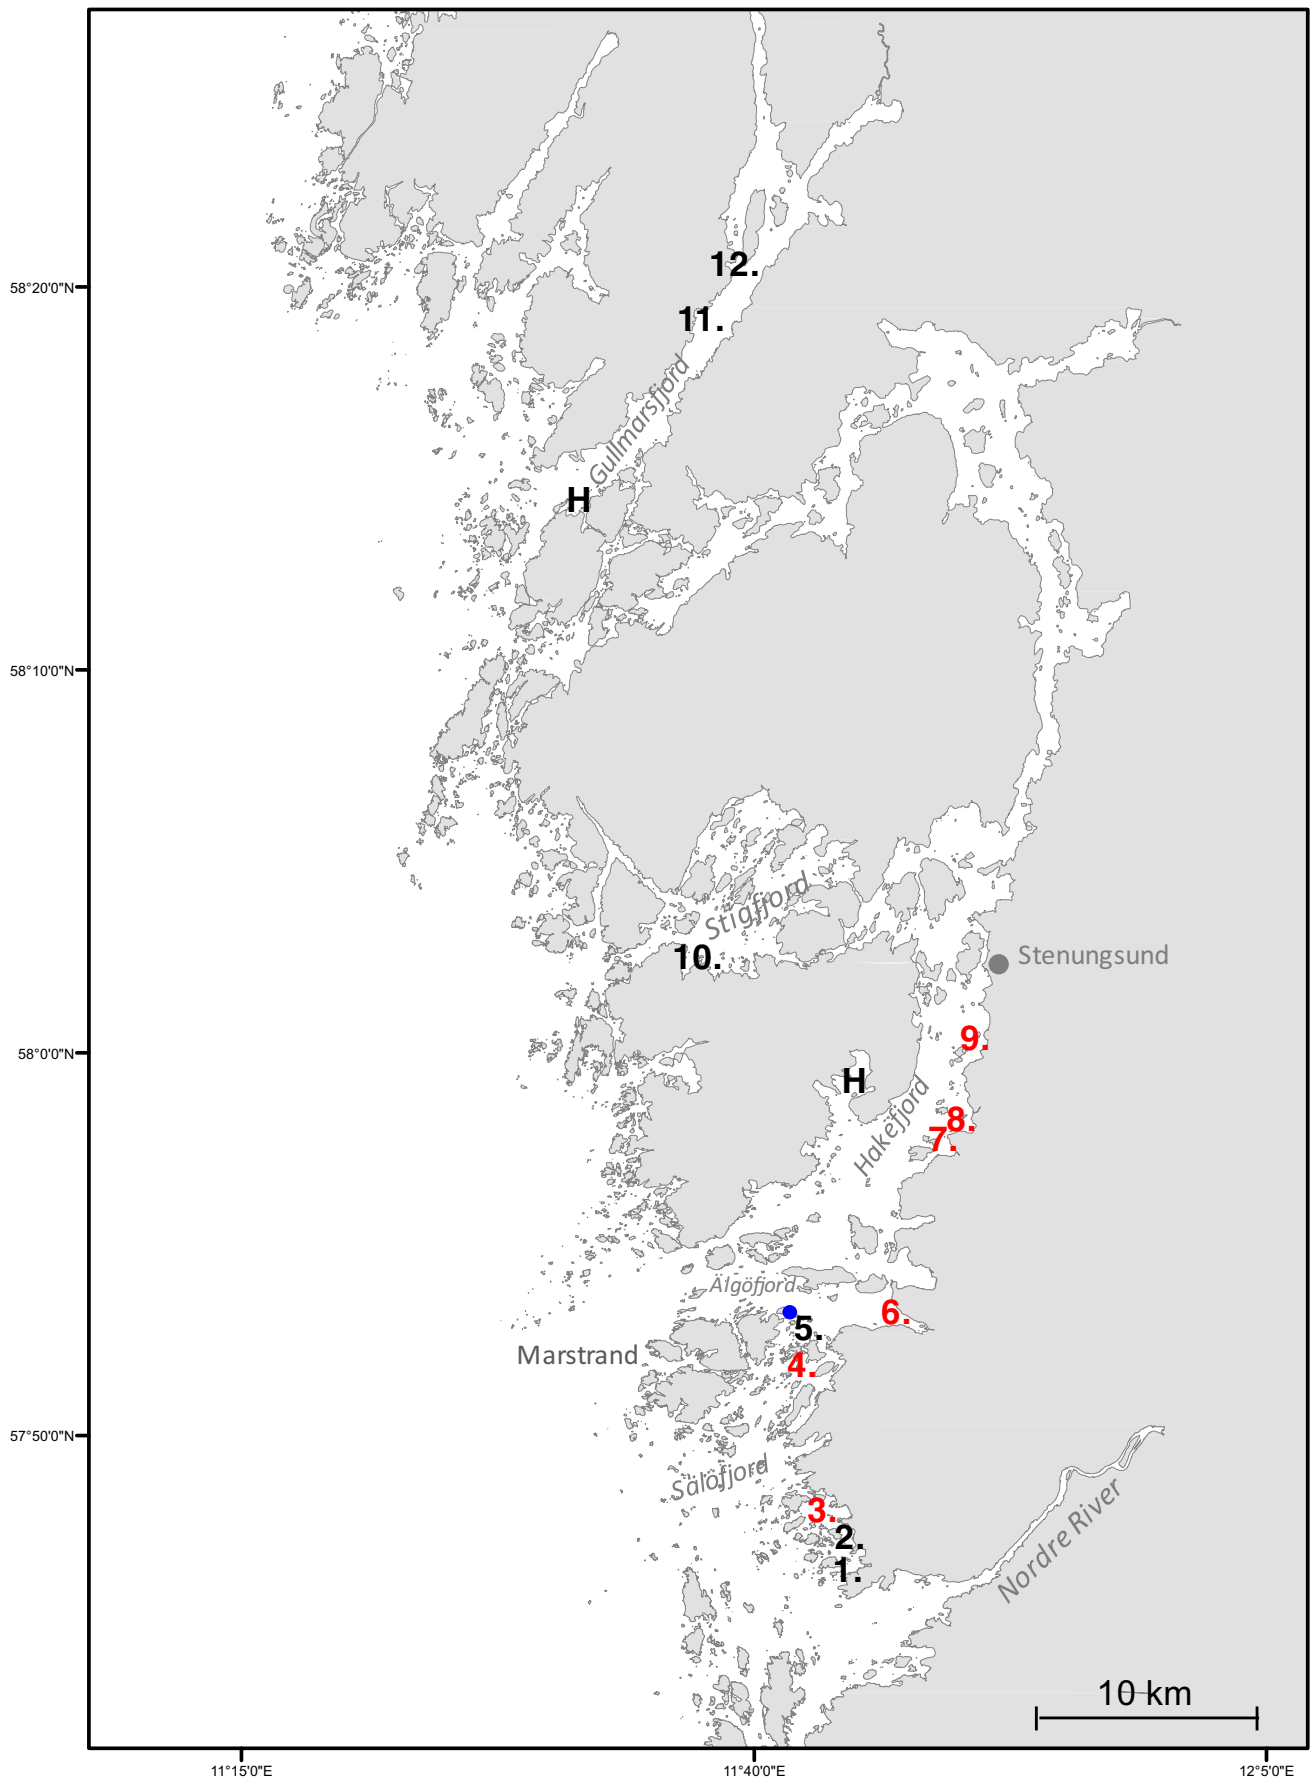 12.
58°20'0"N
11.
Gullmarsfjord
H
58°10'0"N
Stigfjord
10.
Stenungsund
9.
58°0'0"N
H
Hakefjord
8.
7.
Älgöfjord
6.
5.
Marstrand
4.
57°50'0"N
Sälöfjord
3.
2.
1.
Nordre River
10 km
11°15'0"E
11°40'0"E
12°5'0"E